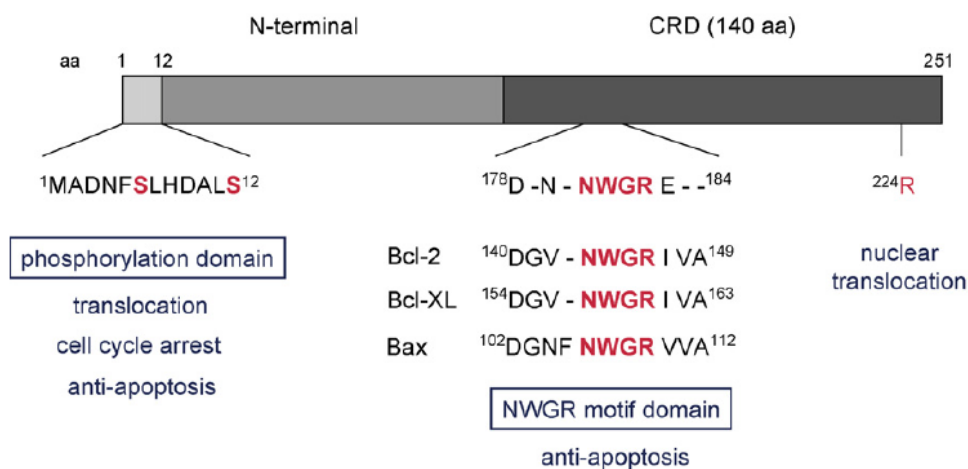 N-terminal CRD (140 aa)
aa 1 12 251
¹MADNFSLHDALS¹² ¹⁷⁸D -N - NWGR E - -¹⁸⁴ ²²⁴R
phosphorylation domain
translocation
cell cycle arrest
anti-apoptosis
Bcl-2 ¹⁴⁰DGV - NWGR I VA¹⁴⁹
Bcl-XL ¹⁵⁴DGV - NWGR I VA¹⁶³
Bax ¹⁰²DGNF NWGR VVA¹¹²
NWGR motif domain
anti-apoptosis
nuclear
translocation